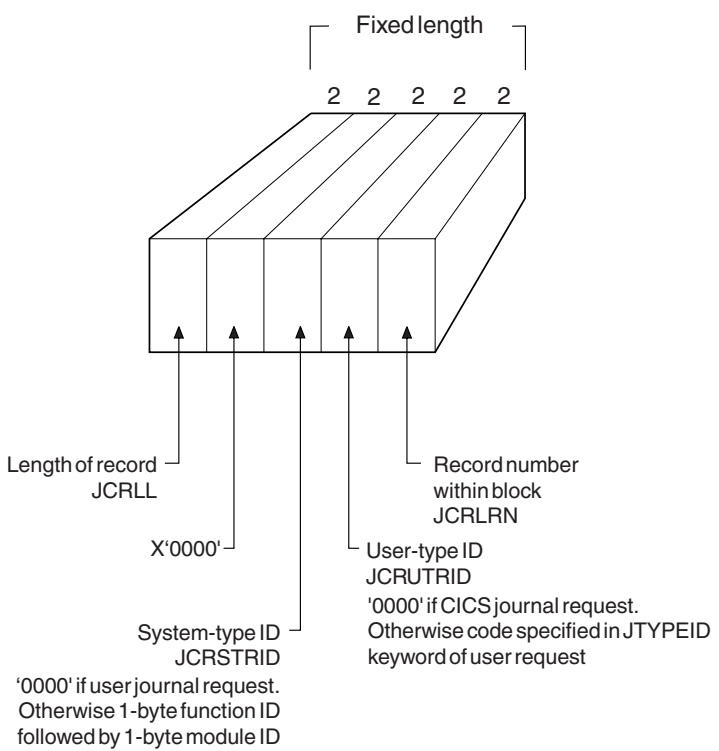 Fixed length
2 2 2 2 2
Length of record
JCRLL
Record number
within block
JCRLRN
X‘0000'
User-type ID
JCRUTRID
'0000' if CICS journal request.
Otherwise code specified in JTYPEID
keyword of user request
System-type ID
JCRSTRID
‘0000' if user journal request.
Otherwise 1-byte function ID
followed by 1-byte module ID